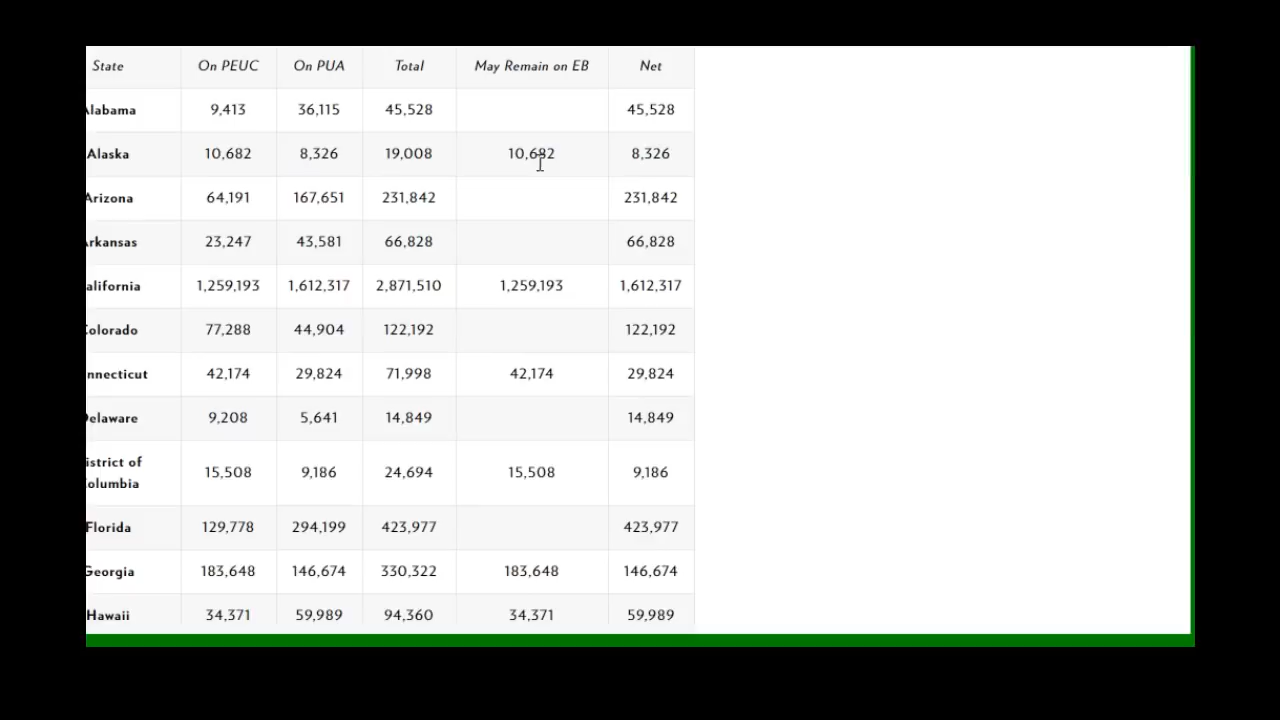 State On PEUC On PUA Total May Remain on EB Net
Alabama 9,413 36,115 45,528 45,528
Alaska 10,682 8,326 19,008 10,682 8,326
Arizona 64,191 167,651 231,842 231,842
Arkansas 23,247 43,581 66,828 66,828
alifornia 1,259,193 1,612,317 2,871,510 1,259,193 1,612,317
Colorado 77,288 44,904 122,192 122,192
nnecticut 42,174 29,824 71,998 42,174 29,824
Delaware 9,208 5,641 14,849 14,849
istrict of
Columbia 15,508 9,186 24,694 15,508 9,186
Florida 129,778 294,199 423,977 423,977
Georgia 183,648 146,674 330,322 183,648 146,674
Hawaii 34,371 59,989 94,360 34,371 59,989